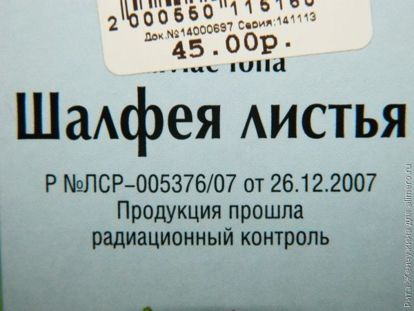 2 000550 115160
Док.№14000697 Серия:141113
45.00р.
Шалфея листья
Р №ЛСР-005376/07 от 26.12.2007
Продукция прошла
радиационный контроль